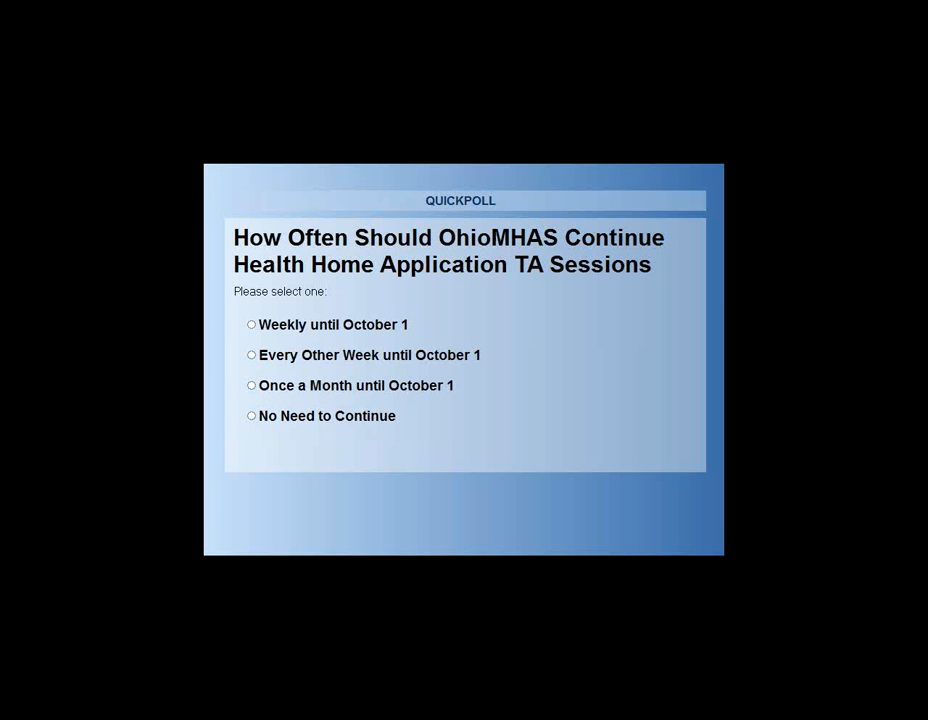 QUICKPOLL
How Often Should OhioMHAS Continue
Health Home Application TA Sessions
Please select one:
Weekly until October 1
Every Other Week until October 1
Once a Month until October 1
No Need to Continue